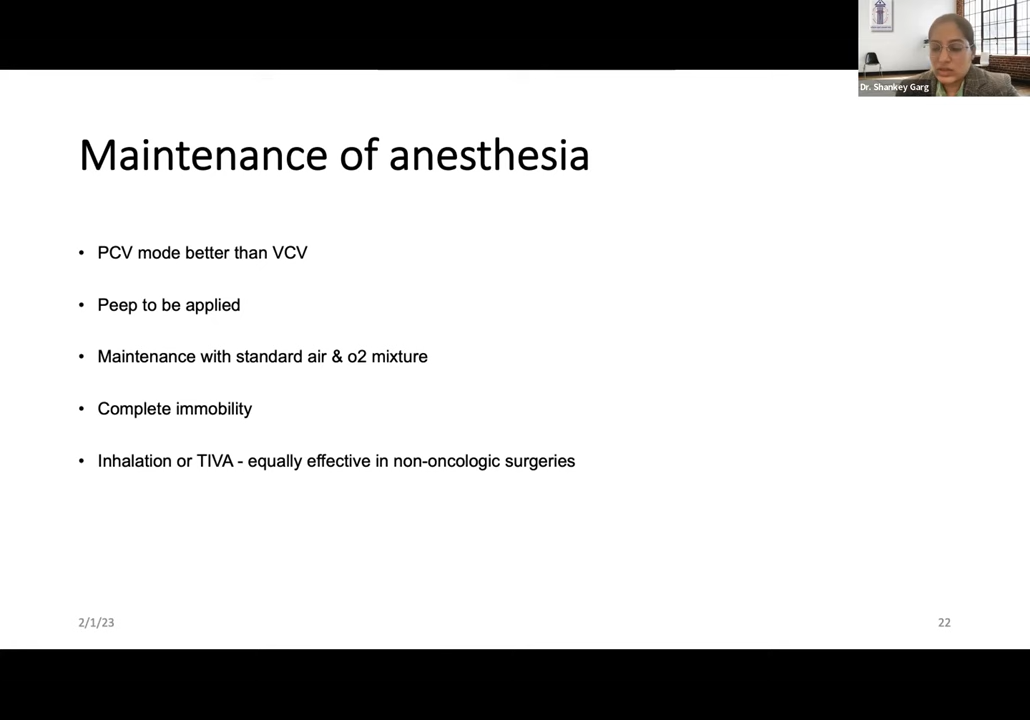 Dr. Shankey Garg
Maintenance of anesthesia
• PCV mode better than VCV
• Peep to be applied
• Maintenance with standard air & o2 mixture
• Complete immobility
• Inhalation or TIVA - equally effective in non-oncologic surgeries
2/1/23
22